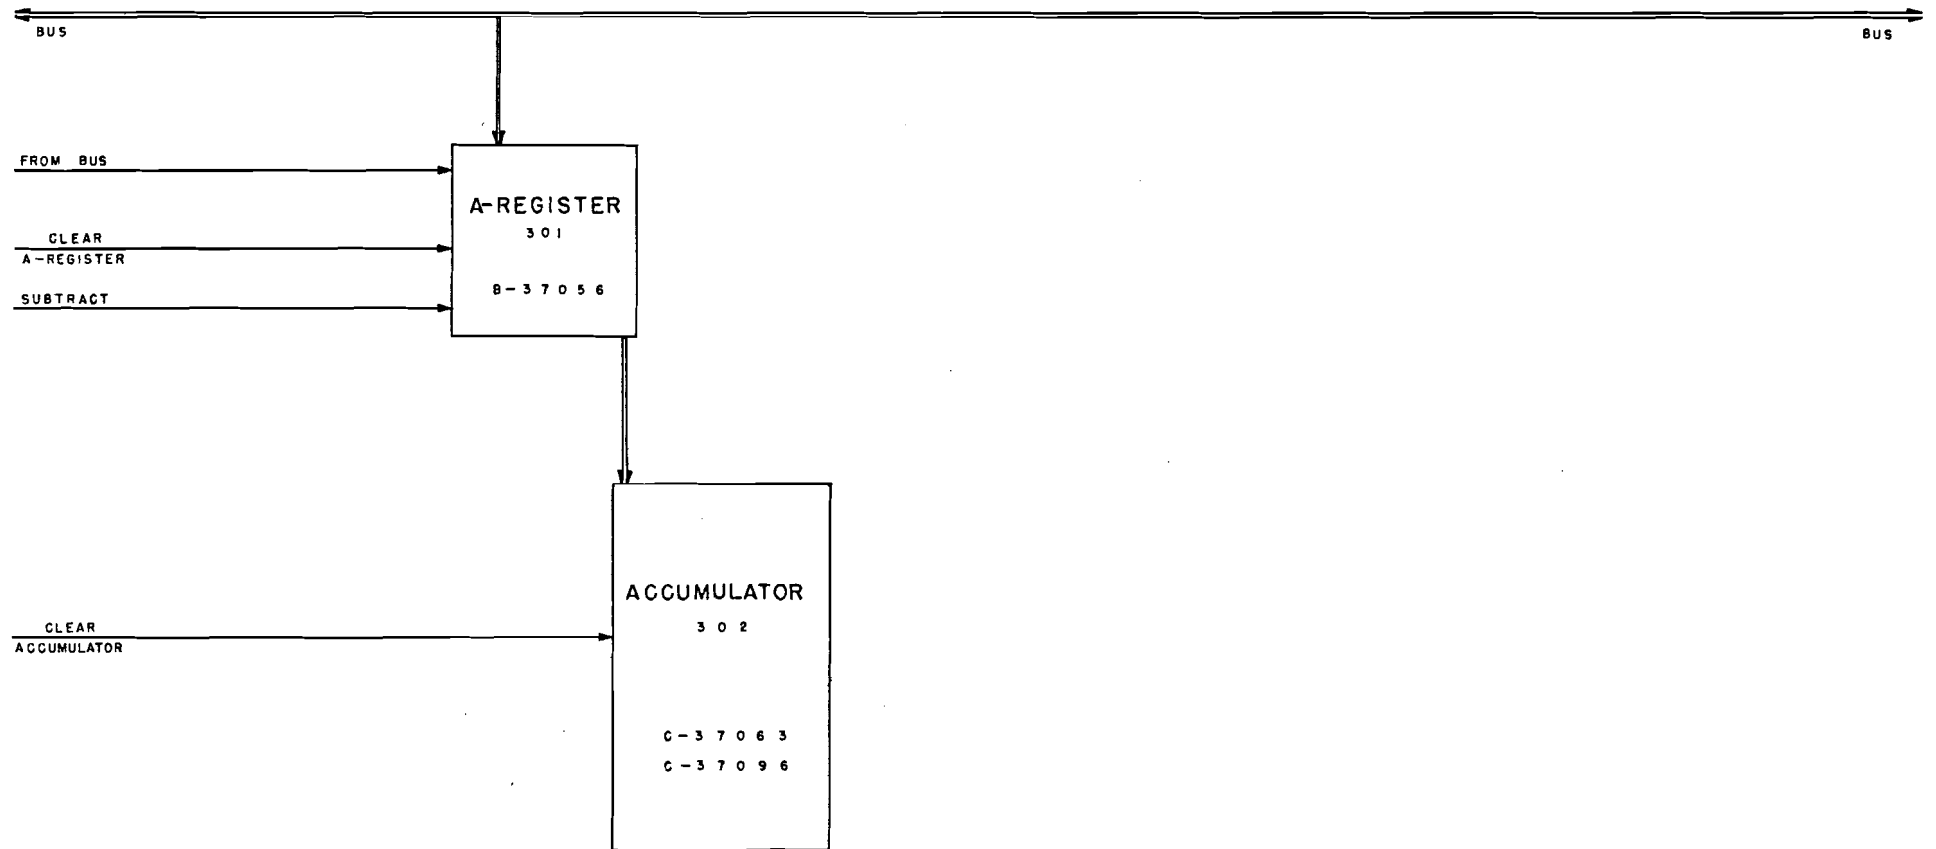 BUS
BUS
FROM BUS
A-REGISTER
301
CLEAR
A-REGISTER
B-37056
SUBTRACT
ACCUMULATOR
302
CLEAR
ACCUMULATOR
C-37063
C-37096